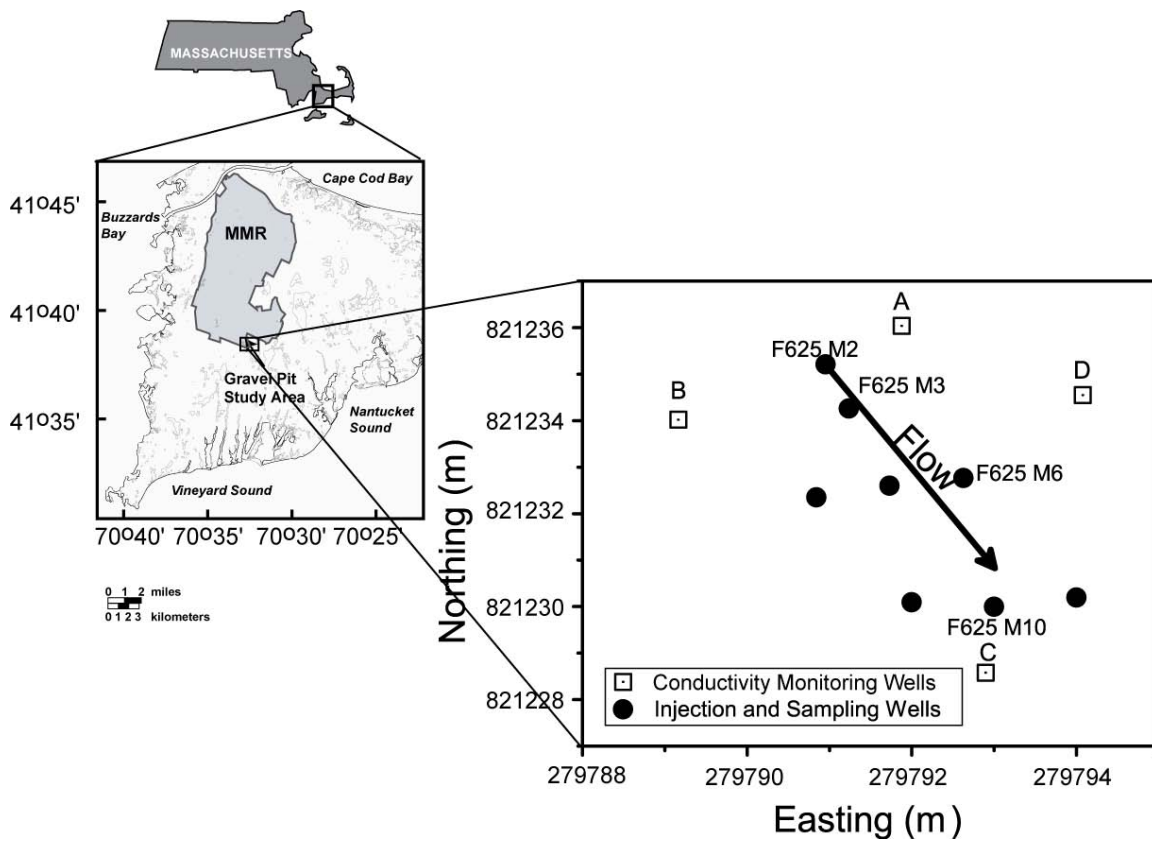 MASSACHUSETTS
Cape Cod Bay
41o45'
Buzzards
Bay
MMR
41o40'
Gravel Pit
Study Area
Nantucket
Sound
41o35'
Vineyard Sound
70o40' 70o35' 70o30' 70o25'
0 1 2 miles
0 1 2 3 kilometers
Northing (m)
821236
821234
821232
821230
821228
A
F625 M2
F625 M3
D
B
Flow
F625 M6
F625 M10
C
Conductivity Monitoring Wells
Injection and Sampling Wells
279788 279790 279792 279794
Easting (m)